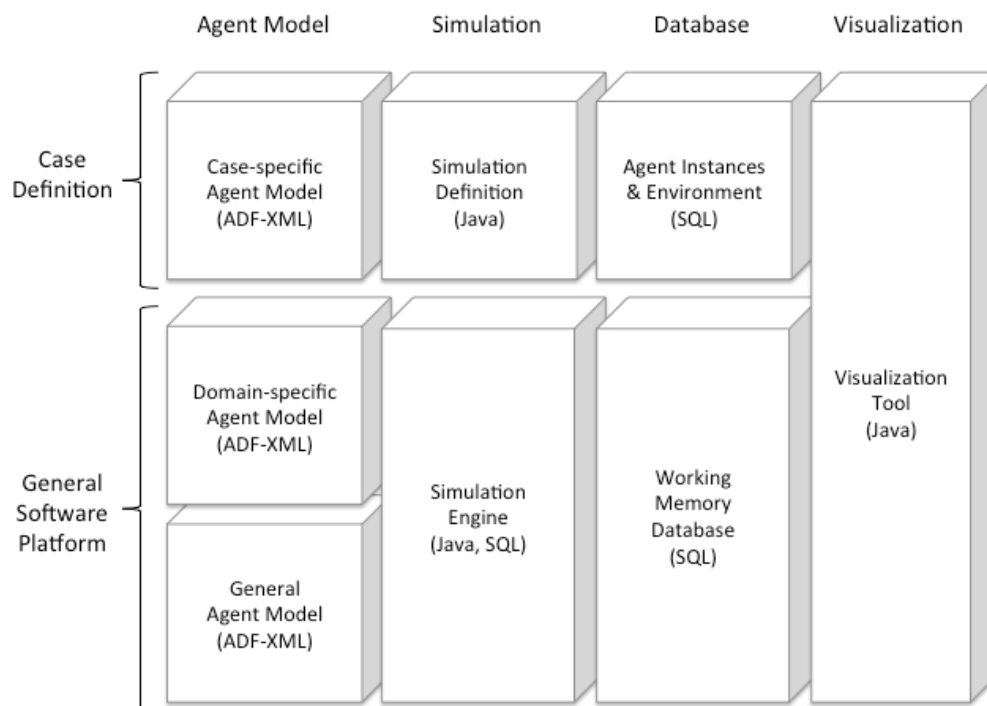 Agent Model
Simulation
Database
Visualization
Case
Definition
Case-specific
Agent Model
(ADF-XML)
Simulation
Definition
(Java)
Agent Instances
& Environment
(SQL)
General
Software
Platform
Domain-specific
Agent Model
(ADF-XML)
General
Agent Model
(ADF-XML)
Simulation
Engine
(Java, SQL)
Working
Memory
Database
(SQL)
Visualization
Tool
(Java)